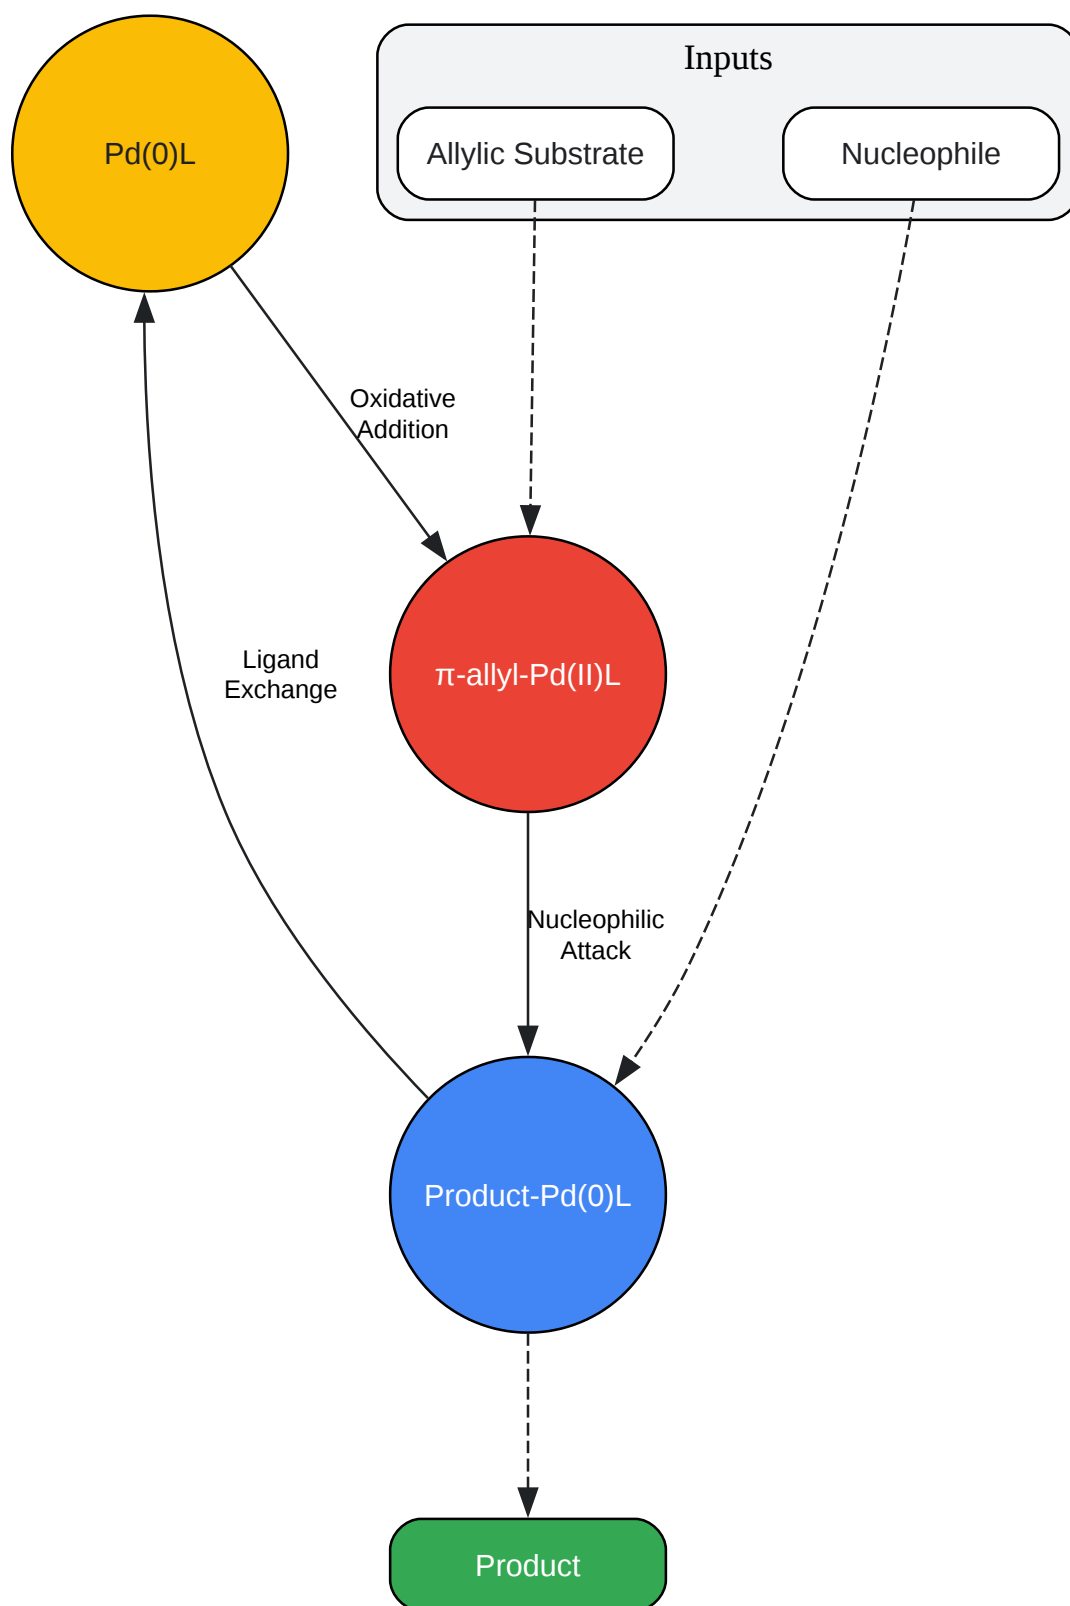 Inputs
Pd(0)L
Allylic Substrate
Nucleophile
Oxidative
Addition
Ligand
Exchange
π-allyl-Pd(II)L
Nucleophilic
Attack
Product-Pd(0)L
Product